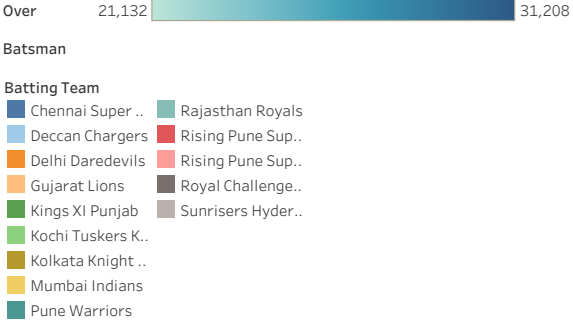 Over 21,132 31,208
Batsman
Batting Team
Chennai Super ..
Deccan Chargers
Delhi Daredevils
Gujarat Lions
Kings XI Punjab
Kochi Tuskers K..
Kolkata Knight ..
Mumbai Indians
Pune Warriors
Rajasthan Royals
Rising Pune Sup..
Rising Pune Sup..
Royal Challenge..
Sunrisers Hyder..